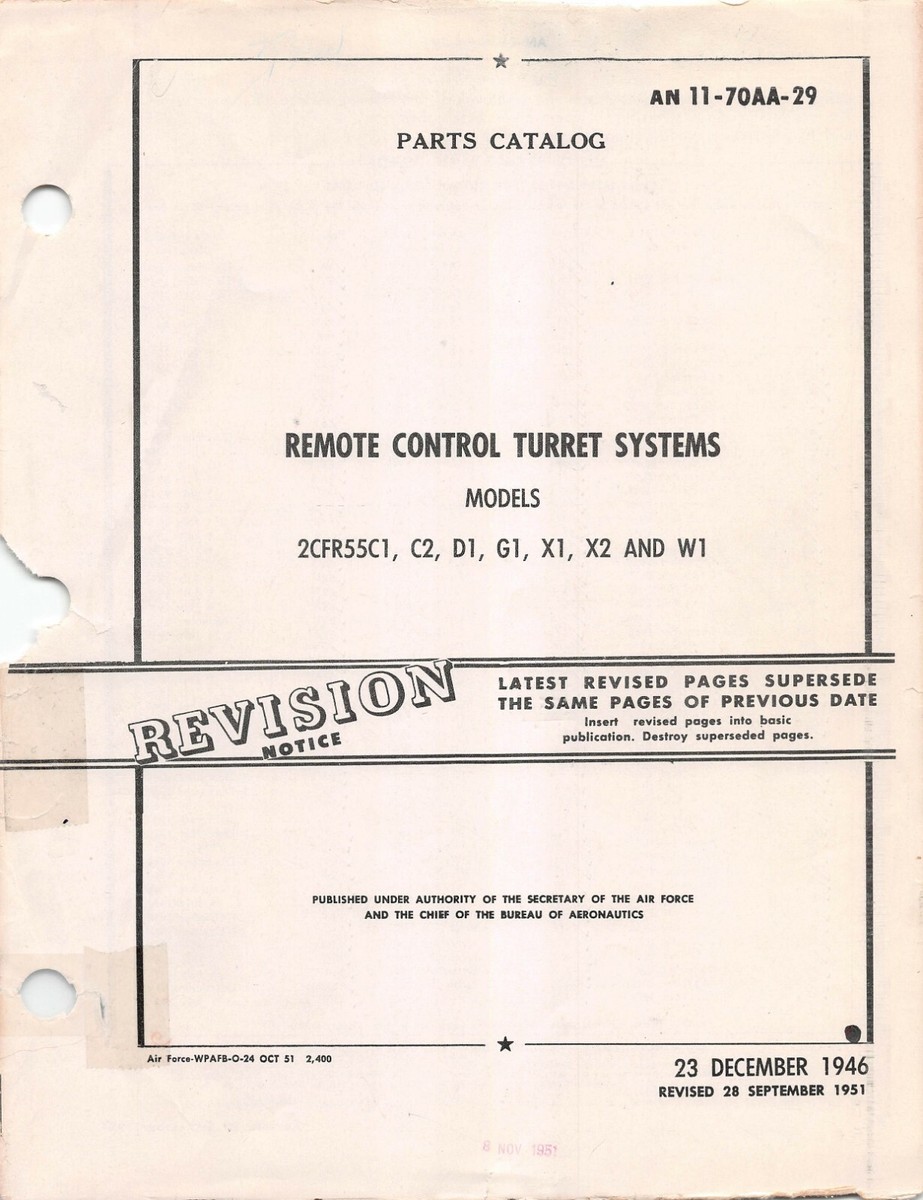 AN 11-70AA-29
PARTS CATALOG
REMOTE CONTROL TURRET SYSTEMS
MODELS
2CFR55C1, C2, D1, G1, X1, X2 AND W1
REVISION
NOTICE
LATEST REVISED PAGES SUPERSEDE
THE SAME PAGES OF PREVIOUS DATE
Insert revised pages into basic
publication. Destroy superseded pages.
PUBLISHED UNDER AUTHORITY OF THE SECRETARY OF THE AIR FORCE
AND THE CHIEF OF THE BUREAU OF AERONAUTICS
Air Force-WPAFB-O-24 OCT 51 2,400
23 DECEMBER 1946
REVISED 28 SEPTEMBER 1951
8 NOV 1951